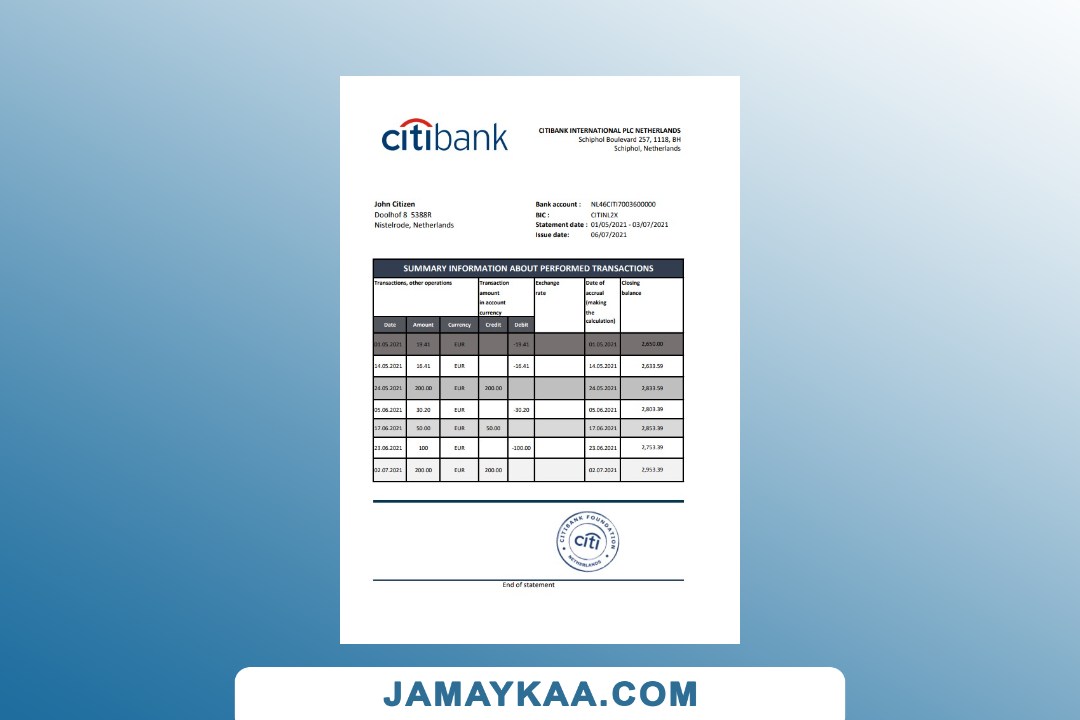 citibank
CITIBANK INTERNATIONAL PLC NETHERLANDS
Schiphol Boulevard 257, 1118, BH
Schiphol, Netherlands
John Citizen
Doolhof 8 5388R
Nistelrode, Netherlands
Bank account : NL46CITI7003600000
BIC : CITINL2X
Statement date : 01/05/2021 - 03/07/2021
Issue date: 06/07/2021
SUMMARY INFORMATION ABOUT PERFORMED TRANSACTIONS
Transactions, other operations
Transaction
amount
in account
currency
Exchange
rate
Date of
accrual
(making
the
calculation)
Closing
balance
Date Amount Currency Credit Debit
01.05.2021 19.41 EUR -19.41 01.05.2021 2,650.00
14.05.2021 16.41 EUR -16.41 14.05.2021 2,633.59
24.05.2021 200.00 EUR 200.00 24.05.2021 2,833.59
05.06.2021 30.20 EUR -30.20 05.06.2021 2,803.39
17.06.2021 50.00 EUR 50.00 17.06.2021 2,853.39
23.06.2021 100 EUR -100.00 23.06.2021 2,753.39
02.07.2021 200.00 EUR 200.00 02.07.2021 2,953.39
CITIBANK FOUNDATION
citi
NETHERLANDS
End of statement
JAMAYKAA.COM